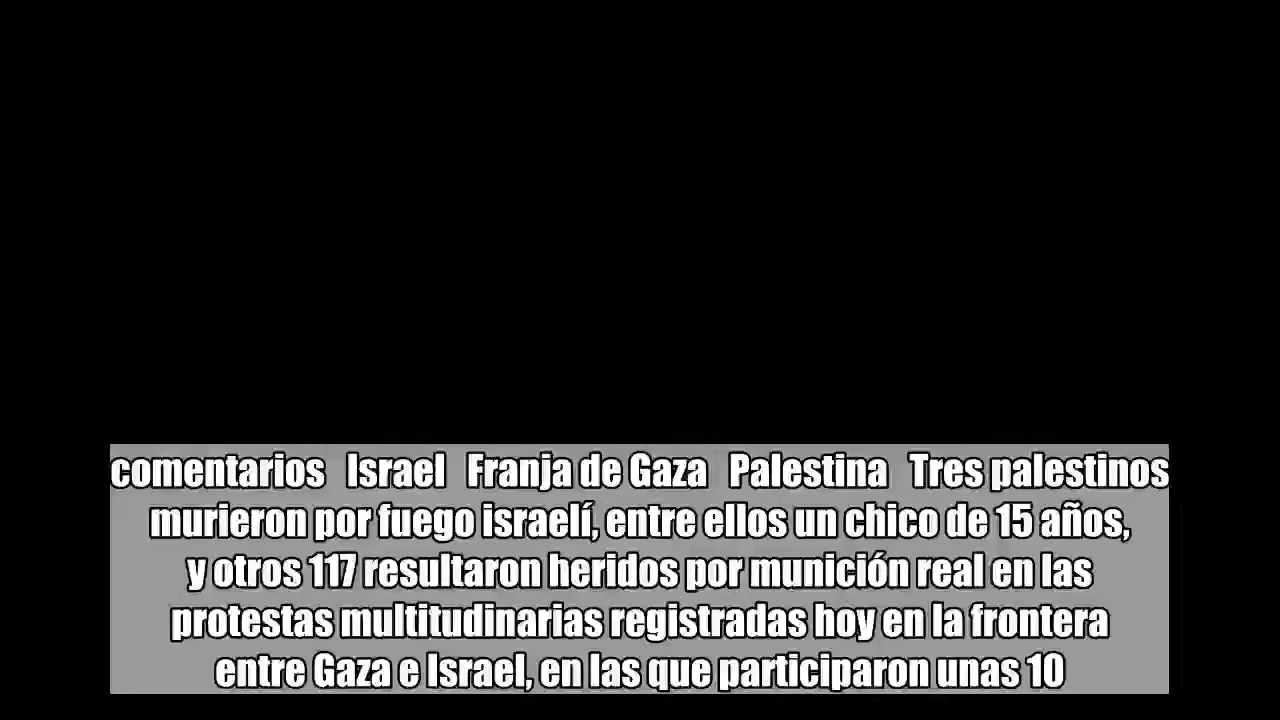 comentarios Israel Franja de Gaza Palestina Tres palestinos
murieron por fuego israelí, entre ellos un chico de 15 años,
y otros 117 resultaron heridos por munición real en las
protestas multitudinarias registradas hoy en la frontera
entre Gaza e Israel, en las que participaron unas 10